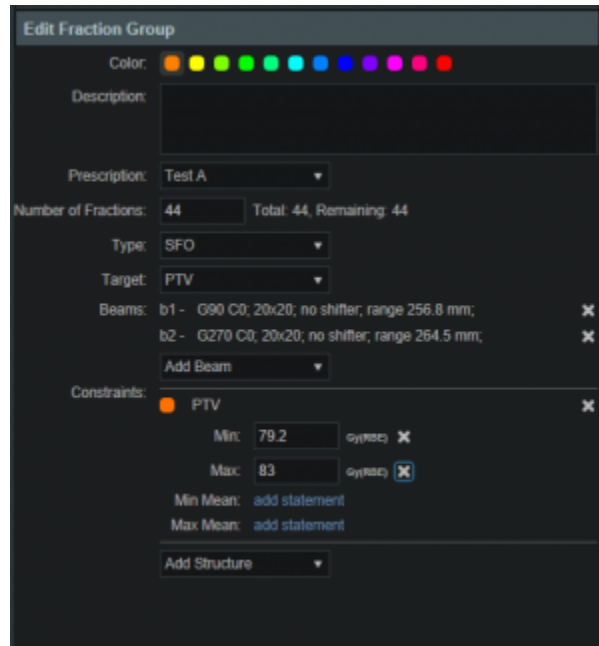 Edit Fraction Group
Color:
Description:
Prescription: Test A
Number of Fractions: 44 Total: 44, Remaining: 44
Type: SFO
Target: PTV
Beams: b1 - G90 C0; 20x20; no shifter; range 256.8 mm;
b2 - G270 C0; 20x20; no shifter; range 264.5 mm;
Add Beam
Constraints:
PTV
Min: 79.2 Gy(RBE)
Max: 83 Gy(RBE)
Min Mean: add statement
Max Mean: add statement
Add Structure